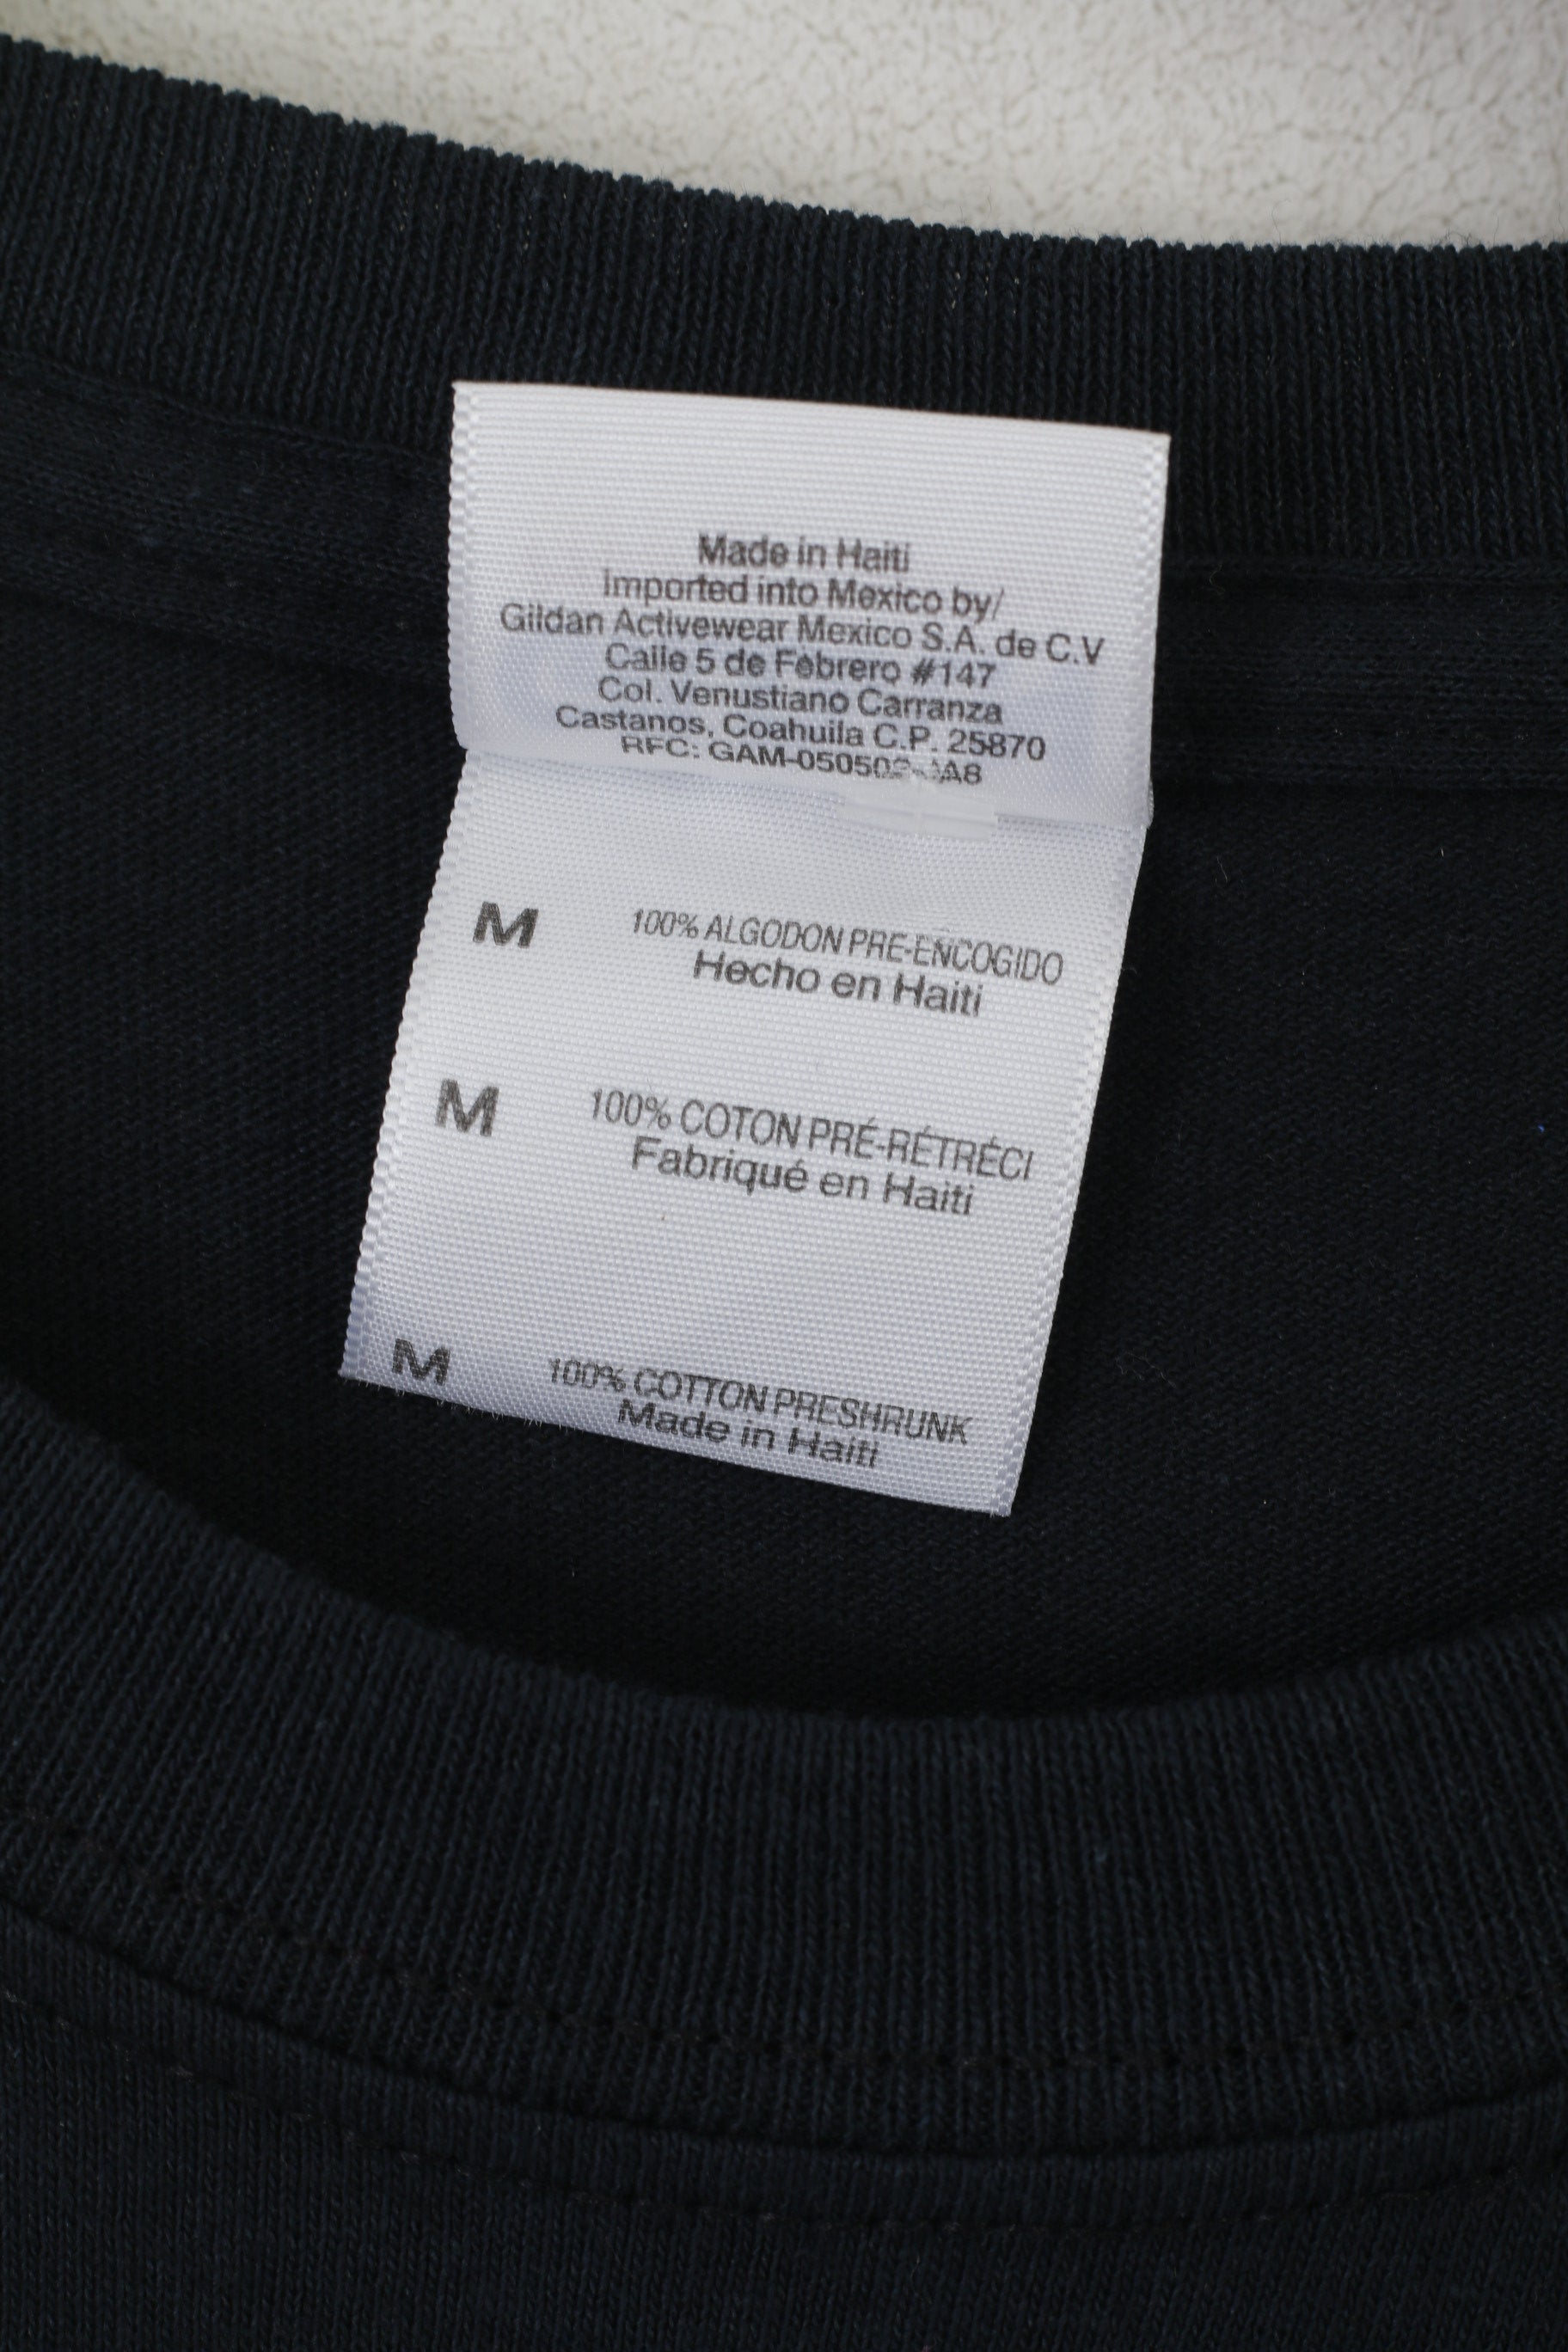 Made in Haiti
Imported into Mexico by/
Gildan Activewear Mexico S.A. de C.V
Calle 5 de Febrero #147
Col. Venustiano Carranza
Castanos, Coahuila C.P. 25870
RFC:
M 100% ALGODON PRE-ENCOGIDO
Hecho en Haiti
M 100% COTON PRÉ-RÉTRÉCI
Fabriqué en Haiti
M 100% COTTON PRESHRUNK
Made in Haiti